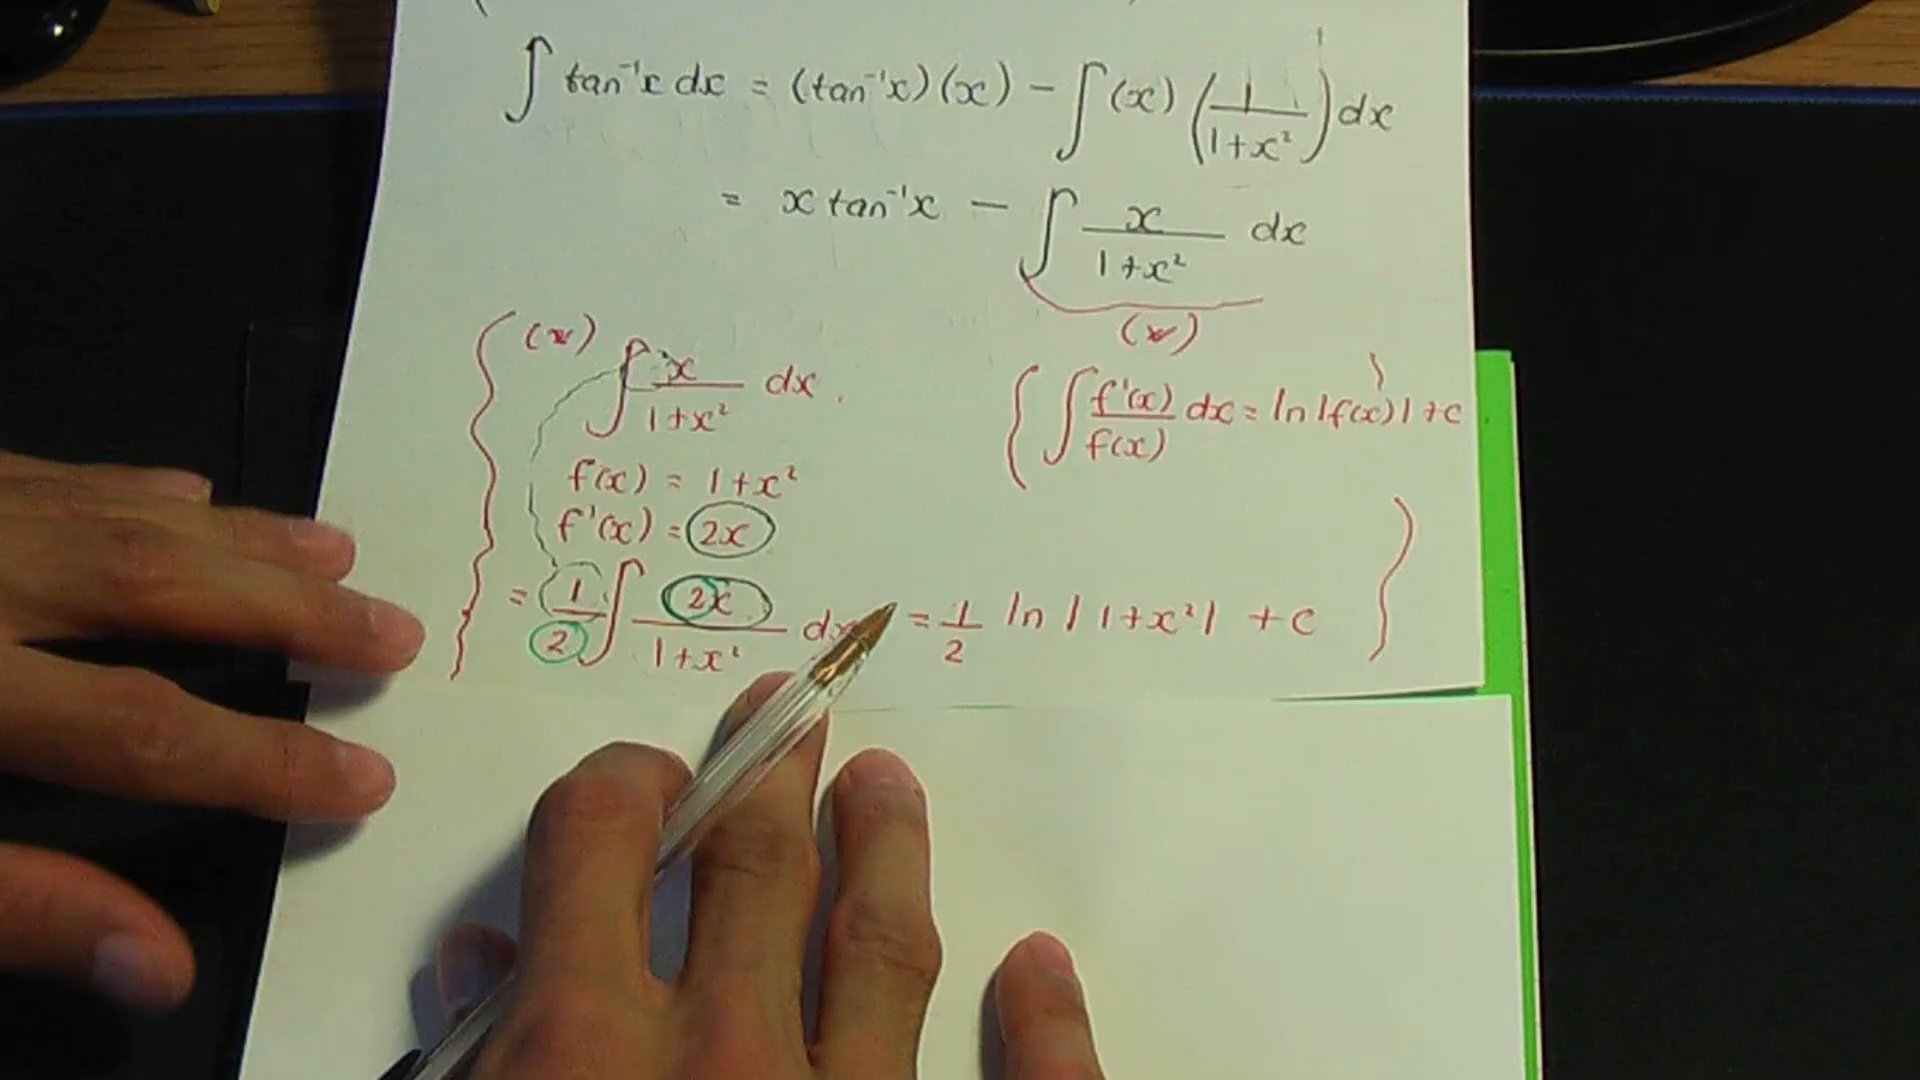 ∫ tan⁻¹x dx = (tan⁻¹x)(x) − ∫ (x) (1/(1+x²)) dx
= x tan⁻¹x − ∫ x/(1+x²) dx
(*)
{ (*) ∫ x/(1+x²) dx .
{ ∫ f'(x)/f(x) dx = ln |f(x)| + c }
f(x) = 1+x²
f'(x) = 2x
= 1/2 ∫ 2x/(1+x²) dx = 1/2 ln |1+x²| + c }